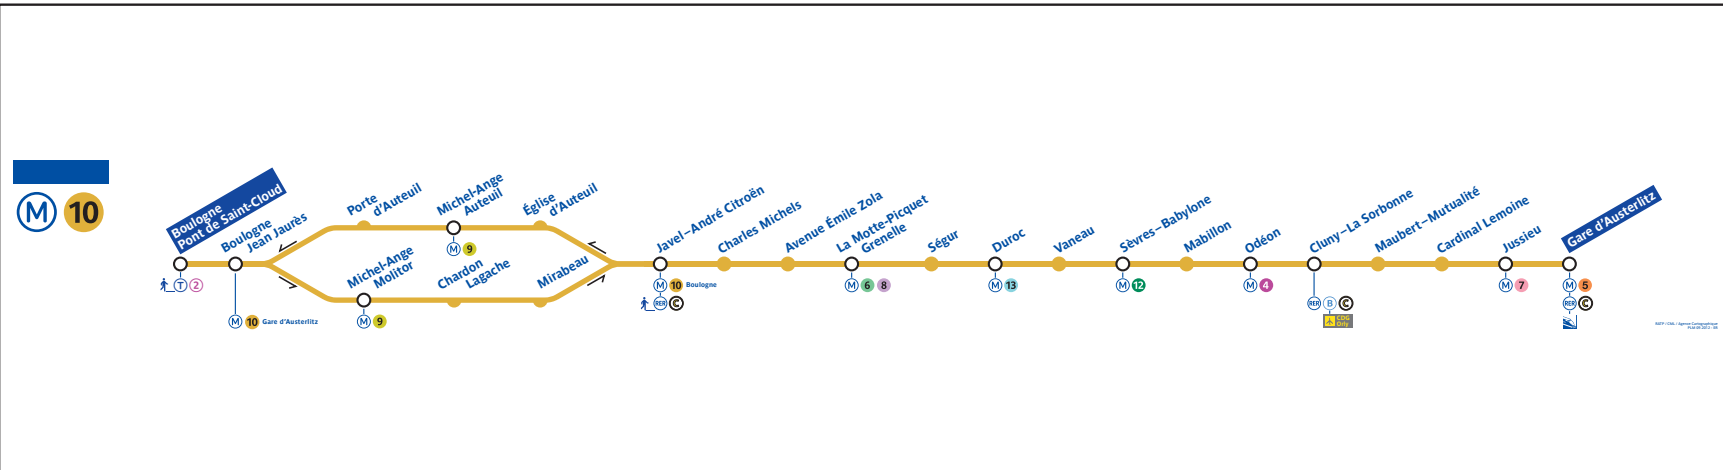 M 10
Boulogne
Pont de Saint-Cloud
Boulogne
Jean Jaurès
Porte
d'Auteuil
Michel-Ange
Auteuil
Église
d'Auteuil
Michel-Ange
Molitor
Chardon
Lagache
Mirabeau
Javel–André Citroën
Charles Michels
Avenue Émile Zola
La Motte-Picquet
Grenelle
Ségur
Duroc
Vaneau
Sèvres–Babylone
Mabillon
Odéon
Cluny–La Sorbonne
Maubert–Mutualité
Cardinal Lemoine
Jussieu
Gare d'Austerlitz
T 2
M 10 Gare d'Austerlitz
M 9
M 9
M 10 Boulogne
RER C
M 6 8
M 13
M 12
M 4
RER B C
CDG
Orly
M 7
M 5
RER C